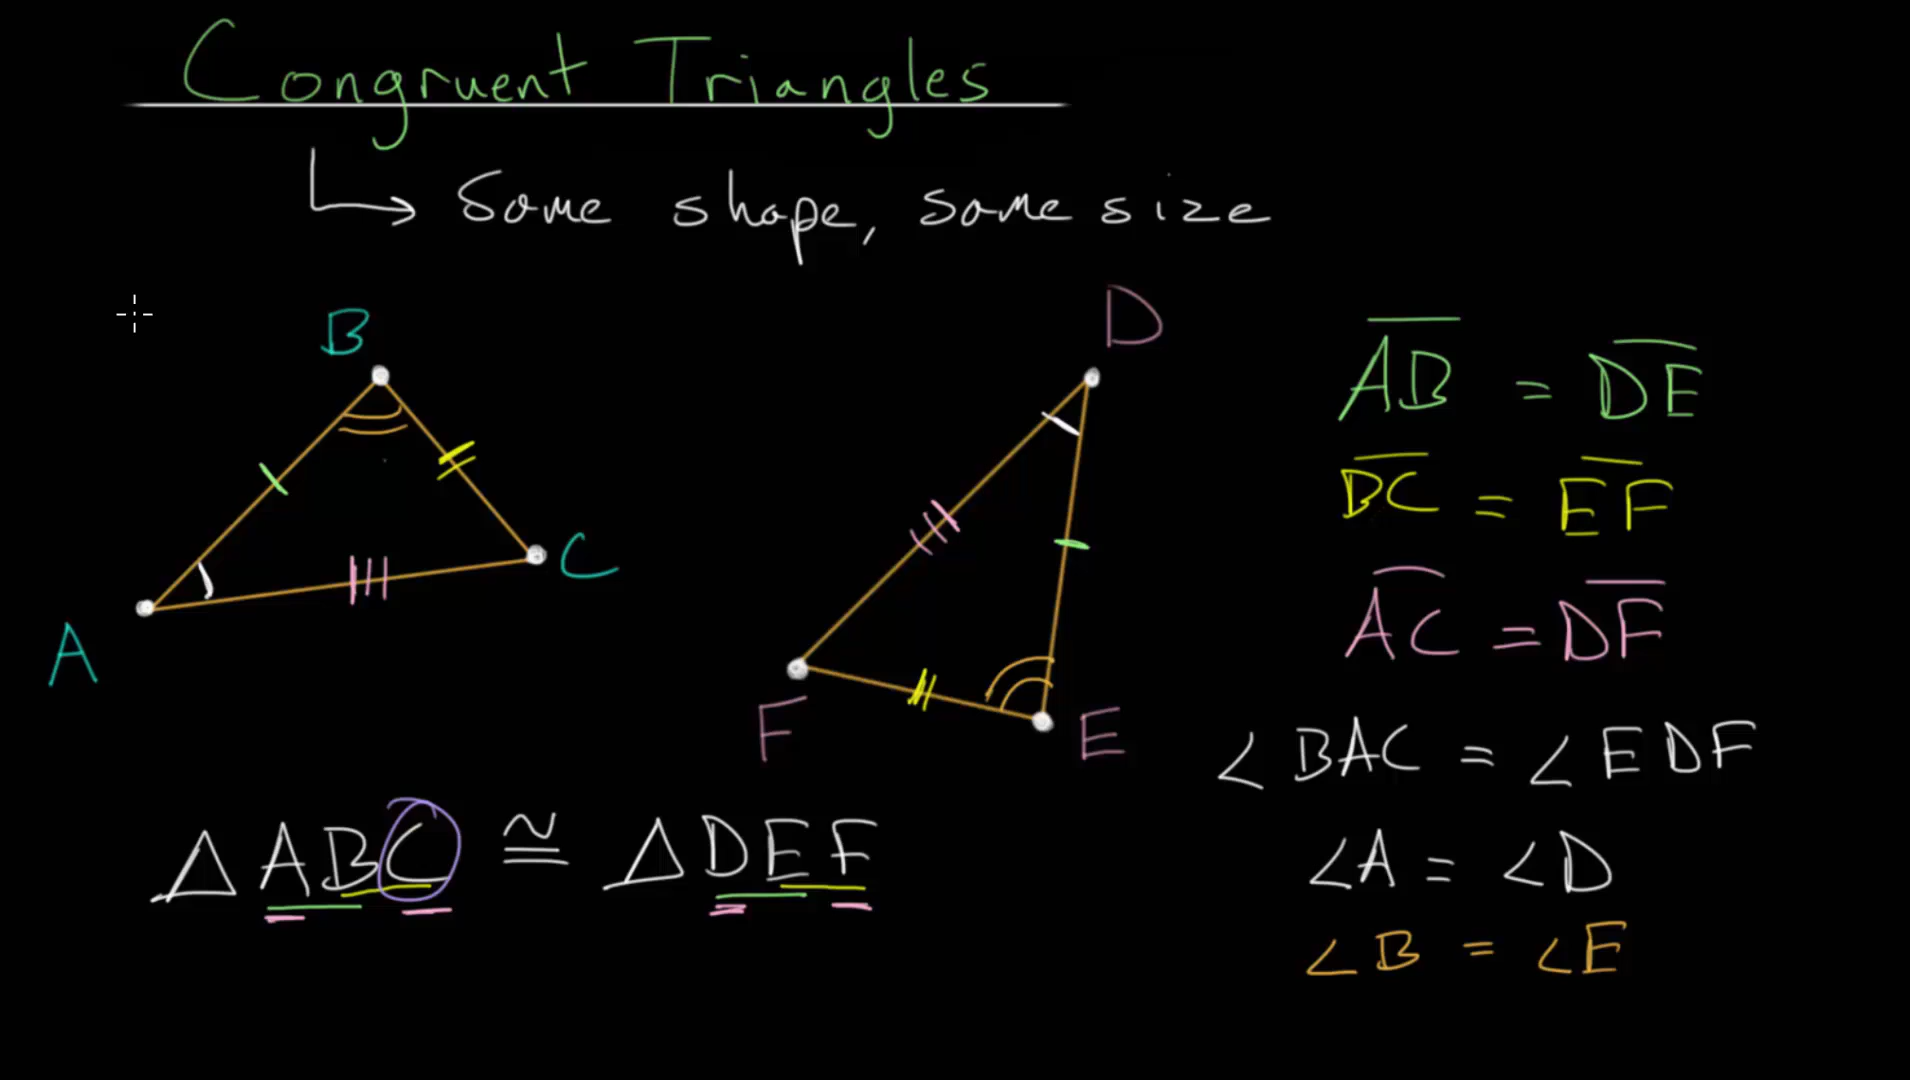 Congruent Triangles
Same shape, same size
B
D
A
C
F
E
AB = DE
BC = EF
AC = DF
∠BAC = ∠EDF
∠A = ∠D
∠B = ∠E
△ABC ≅ △DEF